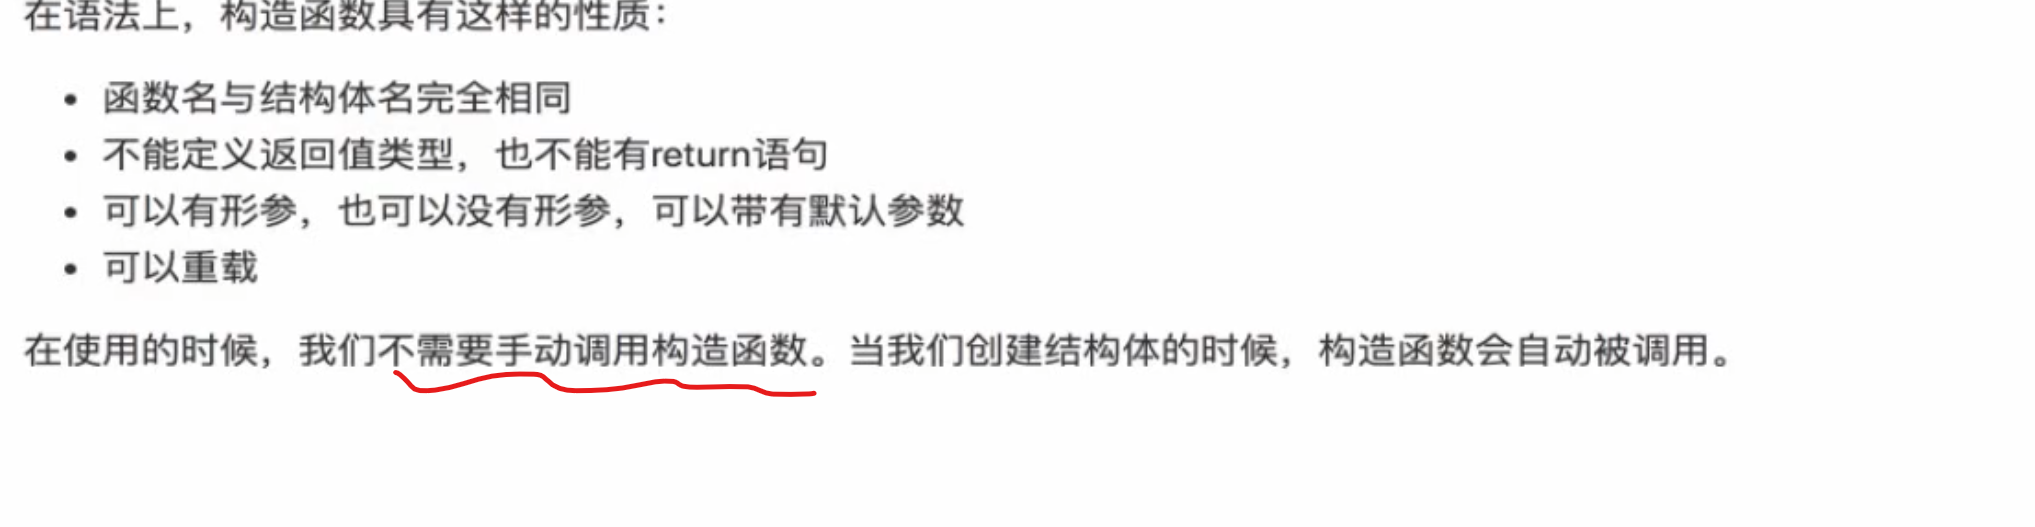 在语法上，构造函数具有这样的性质：
• 函数名与结构体名完全相同
• 不能定义返回值类型，也不能有return语句
• 可以有形参，也可以没有形参，可以带有默认参数
• 可以重载
在使用的时候，我们不需要手动调用构造函数。当我们创建结构体的时候，构造函数会自动被调用。